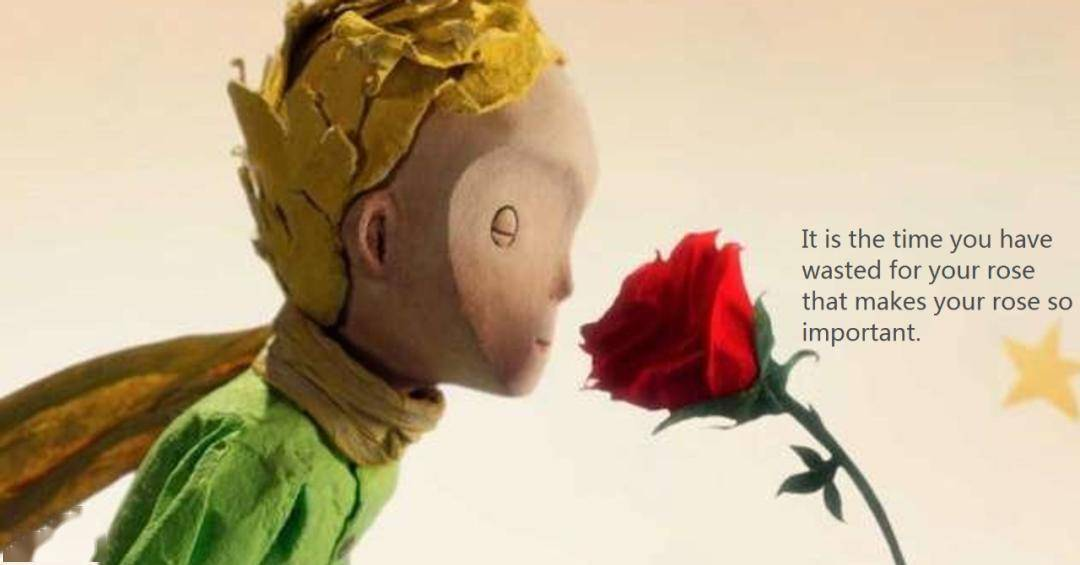 It is the time you have
wasted for your rose
that makes your rose so
important.